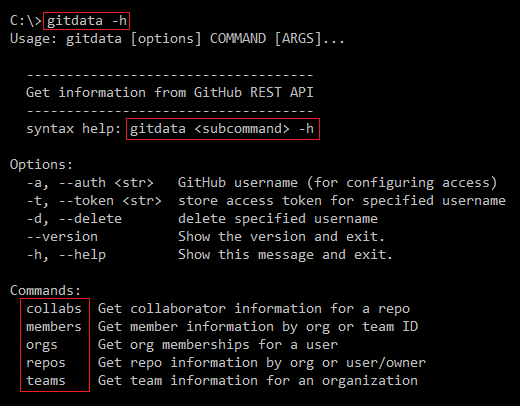 C:\>gitdata -h
Usage: gitdata [options] COMMAND [ARGS]...
------------------------------------
Get information from GitHub REST API
------------------------------------
syntax help: gitdata <subcommand> -h
Options:
-a, --auth <str>   GitHub username (for configuring access)
-t, --token <str>  store access token for specified username
-d, --delete       delete specified username
--version          Show the version and exit.
-h, --help         Show this message and exit.
Commands:
collabs  Get collaborator information for a repo
members  Get member information by org or team ID
orgs     Get org memberships for a user
repos    Get repo information by org or user/owner
teams    Get team information for an organization